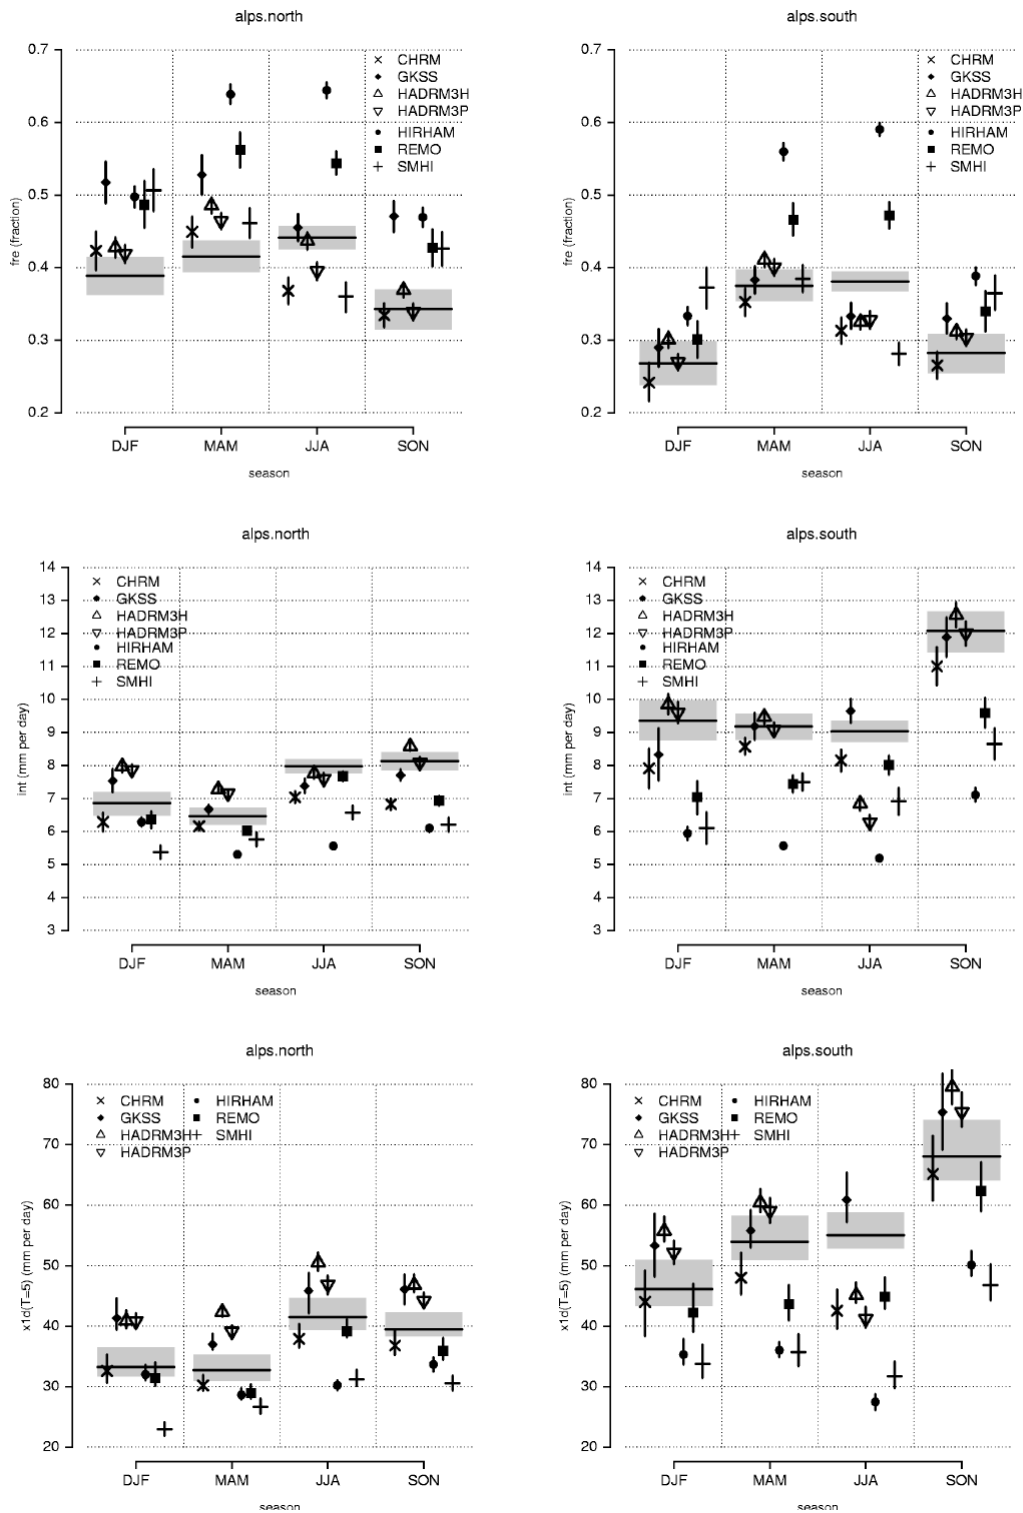 alps.north
alps.south
0.7
0.6
0.5
0.4
0.3
0.2
fre (fraction)
CHRM
GKSS
HADRM3H
HADRM3P
HIRHAM
REMO
SMHI
DJF MAM JJA SON
season
0.7
0.6
0.5
0.4
0.3
0.2
fre (fraction)
CHRM
GKSS
HADRM3H
HADRM3P
HIRHAM
REMO
SMHI
DJF MAM JJA SON
season
alps.north
alps.south
14
13
12
11
10
9
8
7
6
5
4
3
int (mm per day)
CHRM
GKSS
HADRM3H
HADRM3P
HIRHAM
REMO
SMHI
DJF MAM JJA SON
season
14
13
12
11
10
9
8
7
6
5
4
3
int (mm per day)
CHRM
GKSS
HADRM3H
HADRM3P
HIRHAM
REMO
SMHI
DJF MAM JJA SON
season
alps.north
alps.south
80
70
60
50
40
30
20
x1d(T=5) (mm per day)
CHRM HIRHAM
GKSS REMO
HADRM3H SMHI
HADRM3P
DJF MAM JJA SON
season
80
70
60
50
40
30
20
x1d(T=5) (mm per day)
CHRM HIRHAM
GKSS REMO
HADRM3H SMHI
HADRM3P
DJF MAM JJA SON
season